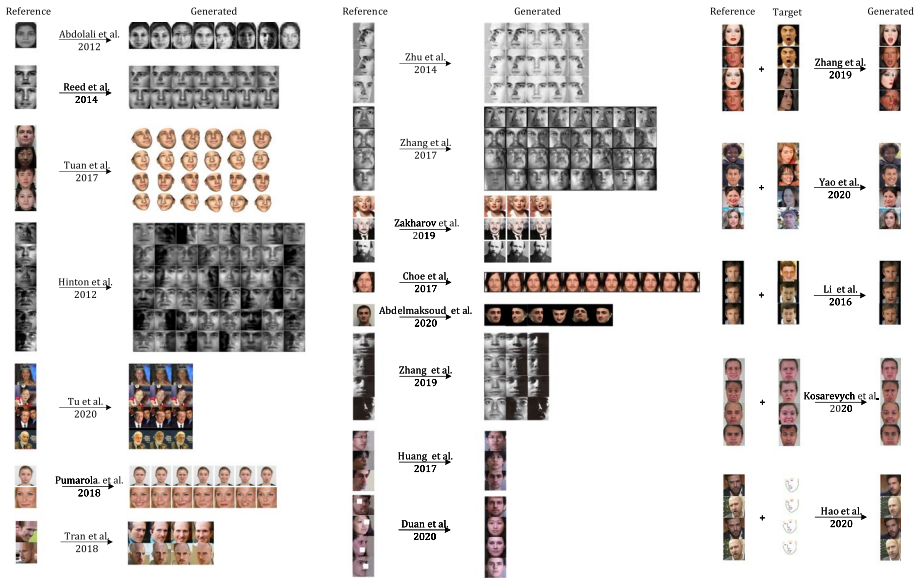 Reference Generated
Abdolali et al.
2012
Reed et al.
2014
Tuan et al.
2017
Hinton et al.
2012
Tu et al.
2020
Pumarola. et al.
2018
Tran et al.
2018
Reference Generated
Zhu et al.
2014
Zhang et al.
2017
Zakharov et al.
2019
Choe et al.
2017
Abdelmaksoud et al.
2020
Zhang et al.
2019
Huang et al.
2017
Duan et al.
2020
Reference Target Generated
+ Zhang et al.
2019
+ Yao et al.
2020
+ Li et al.
2016
+ Kosarevych et al.
2020
+ Hao et al.
2020